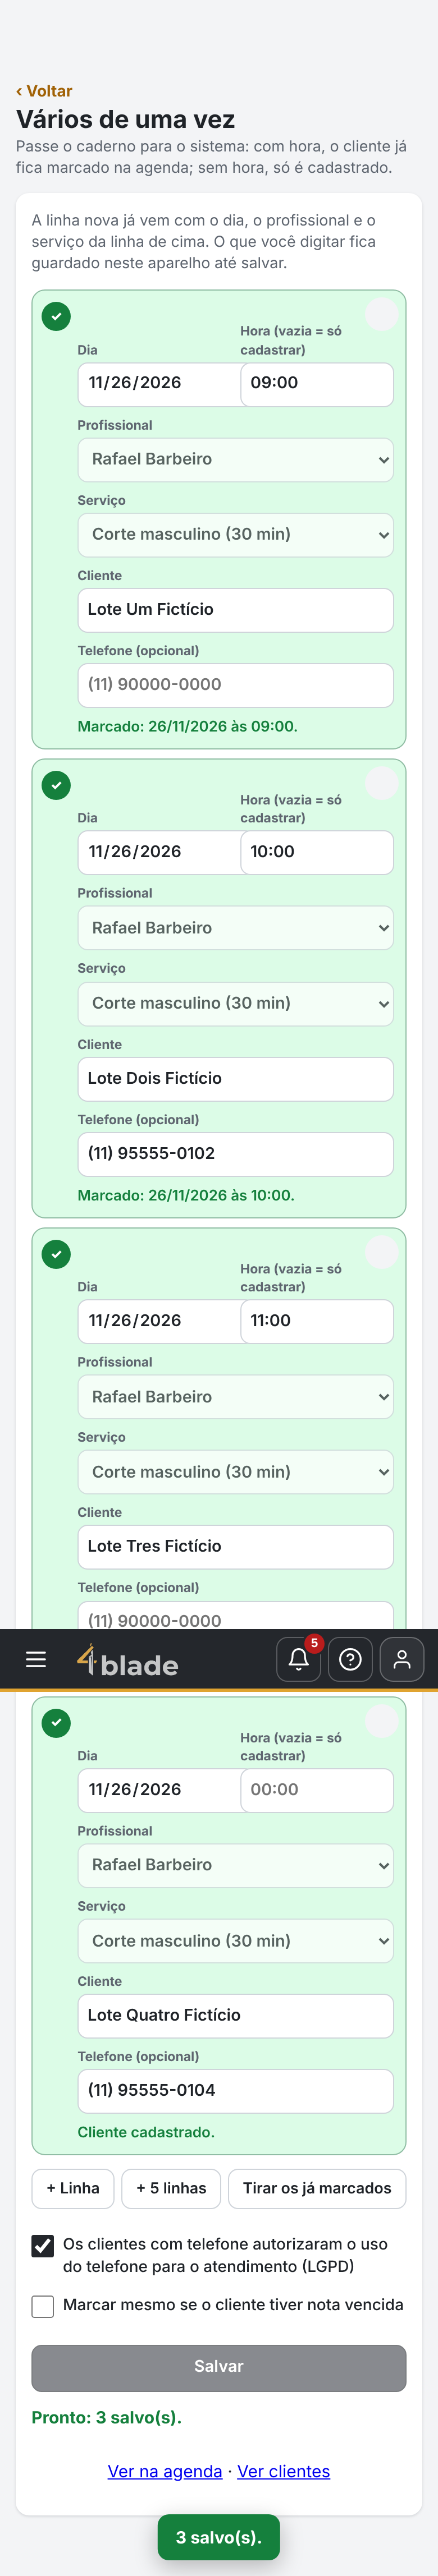 ‹ Voltar
Vários de uma vez
Passe o caderno para o sistema: com hora, o cliente já
fica marcado na agenda; sem hora, só é cadastrado.
A linha nova já vem com o dia, o profissional e o
serviço da linha de cima. O que você digitar fica
guardado neste aparelho até salvar.
Dia
Hora (vazia = só
cadastrar)
11/26/2026
09:00
Profissional
Rafael Barbeiro
Serviço
Corte masculino (30 min)
Cliente
Lote Um Fictício
Telefone (opcional)
(11) 90000-0000
Marcado: 26/11/2026 às 09:00.
Dia
Hora (vazia = só
cadastrar)
11/26/2026
10:00
Profissional
Rafael Barbeiro
Serviço
Corte masculino (30 min)
Cliente
Lote Dois Fictício
Telefone (opcional)
(11) 95555-0102
Marcado: 26/11/2026 às 10:00.
Dia
Hora (vazia = só
cadastrar)
11/26/2026
11:00
Profissional
Rafael Barbeiro
Serviço
Corte masculino (30 min)
Cliente
Lote Tres Fictício
Telefone (opcional)
(11) 90000-0000
4blade
5
Dia
Hora (vazia = só
cadastrar)
11/26/2026
00:00
Profissional
Rafael Barbeiro
Serviço
Corte masculino (30 min)
Cliente
Lote Quatro Fictício
Telefone (opcional)
(11) 95555-0104
Cliente cadastrado.
+ Linha
+ 5 linhas
Tirar os já marcados
Os clientes com telefone autorizaram o uso
do telefone para o atendimento (LGPD)
Marcar mesmo se o cliente tiver nota vencida
Salvar
Pronto: 3 salvo(s).
Ver na agenda · Ver clientes
3 salvo(s).